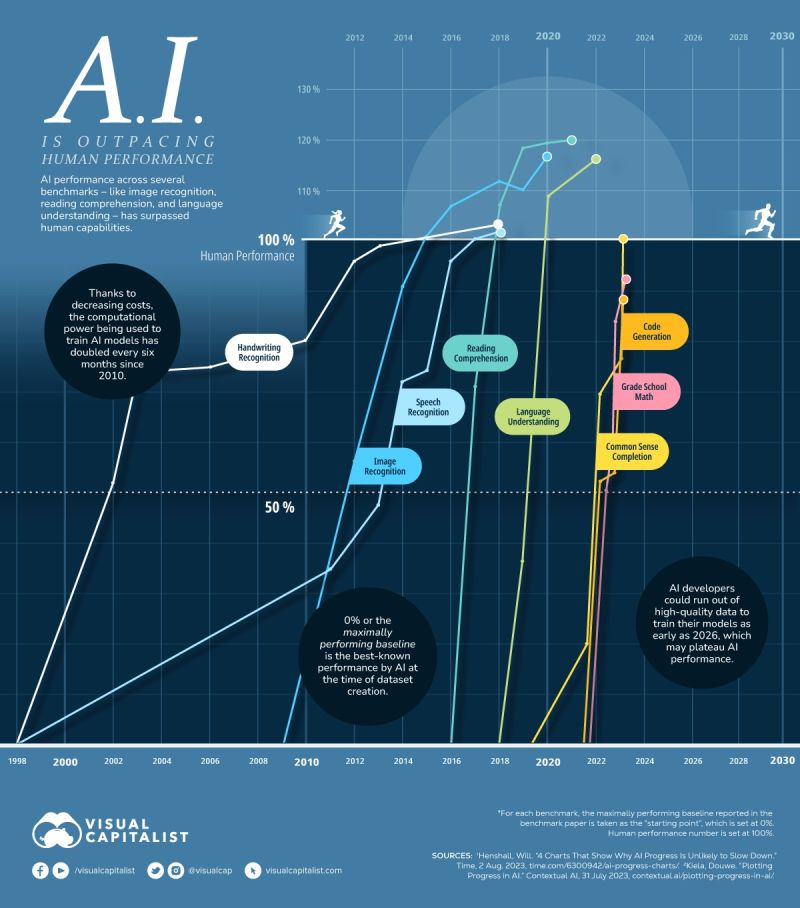 A.I.
IS OUTPACING
HUMAN PERFORMANCE
AI performance across several
benchmarks – like image recognition,
reading comprehension, and language
understanding – has surpassed
human capabilities.
2012 2014 2016 2018 2020 2022 2024 2026 2028 2030
130 %
120 %
110 %
100 %
Human Performance
Thanks to
decreasing costs,
the computational
power being used to
train AI models has
doubled every six
months since
2010.
Handwriting
Recognition
Speech
Recognition
Image
Recognition
Reading
Comprehension
Language
Understanding
Code
Generation
Grade School
Math
Common Sense
Completion
50 %
0% or the
maximally
performing baseline
is the best-known
performance by AI at
the time of dataset
creation.
AI developers
could run out of
high-quality data to
train their models as
early as 2026, which
may plateau AI
performance.
1998 2000 2002 2004 2006 2008 2010 2012 2014 2016 2018 2020 2022 2024 2026 2028 2030
VISUAL
CAPITALIST
/visualcapitalist @visualcap visualcapitalist.com
*For each benchmark, the maximally performing baseline reported in the
benchmark paper is taken as the "starting point", which is set at 0%.
Human performance number is set at 100%.
SOURCES: ¹Henshall, Will. "4 Charts That Show Why AI Progress Is Unlikely to Slow Down."
Time, 2 Aug. 2023, time.com/6300942/ai-progress-charts/. ²Kiela, Douwe. "Plotting
Progress in AI." Contextual AI, 31 July 2023, contextual.ai/plotting-progress-in-ai/.